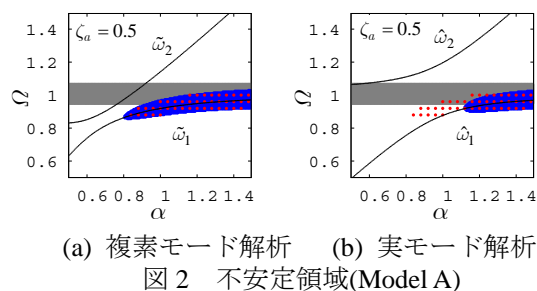 1.4
1.2
Ω 1
0.8
0.6
ζa = 0.5
ω̃2
ω̃1
0.6 0.8 1 1.2 1.4
α
1.4
1.2
Ω 1
0.8
0.6
ζa = 0.5
ω̂2
ω̂1
0.6 0.8 1 1.2 1.4
α
(a) 複素モード解析 (b) 実モード解析
図 2 不安定領域(Model A)